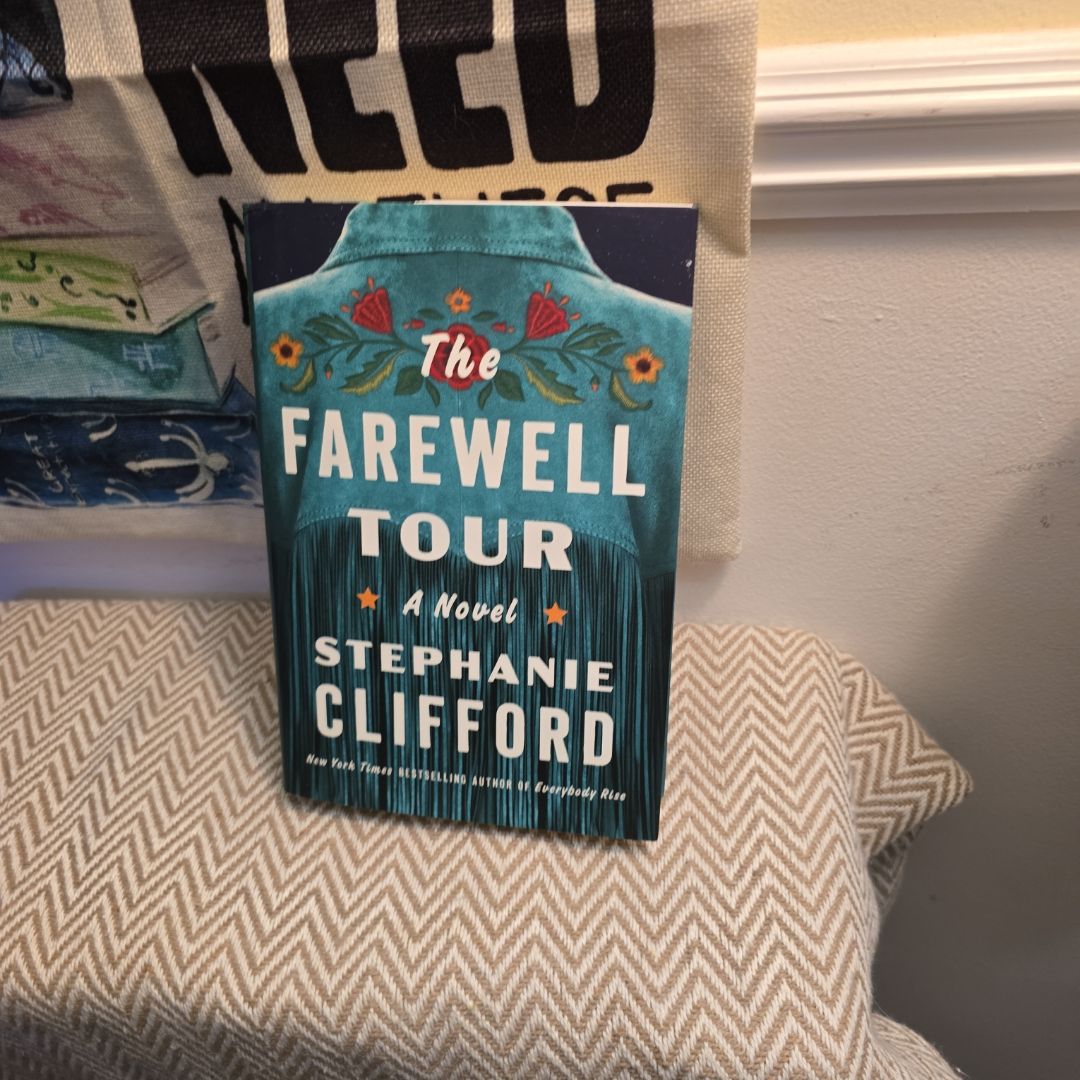 NEED
The
FAREWELL
TOUR
A Novel
STEPHANIE
CLIFFORD
New York Times BESTSELLING AUTHOR OF Everybody Rise